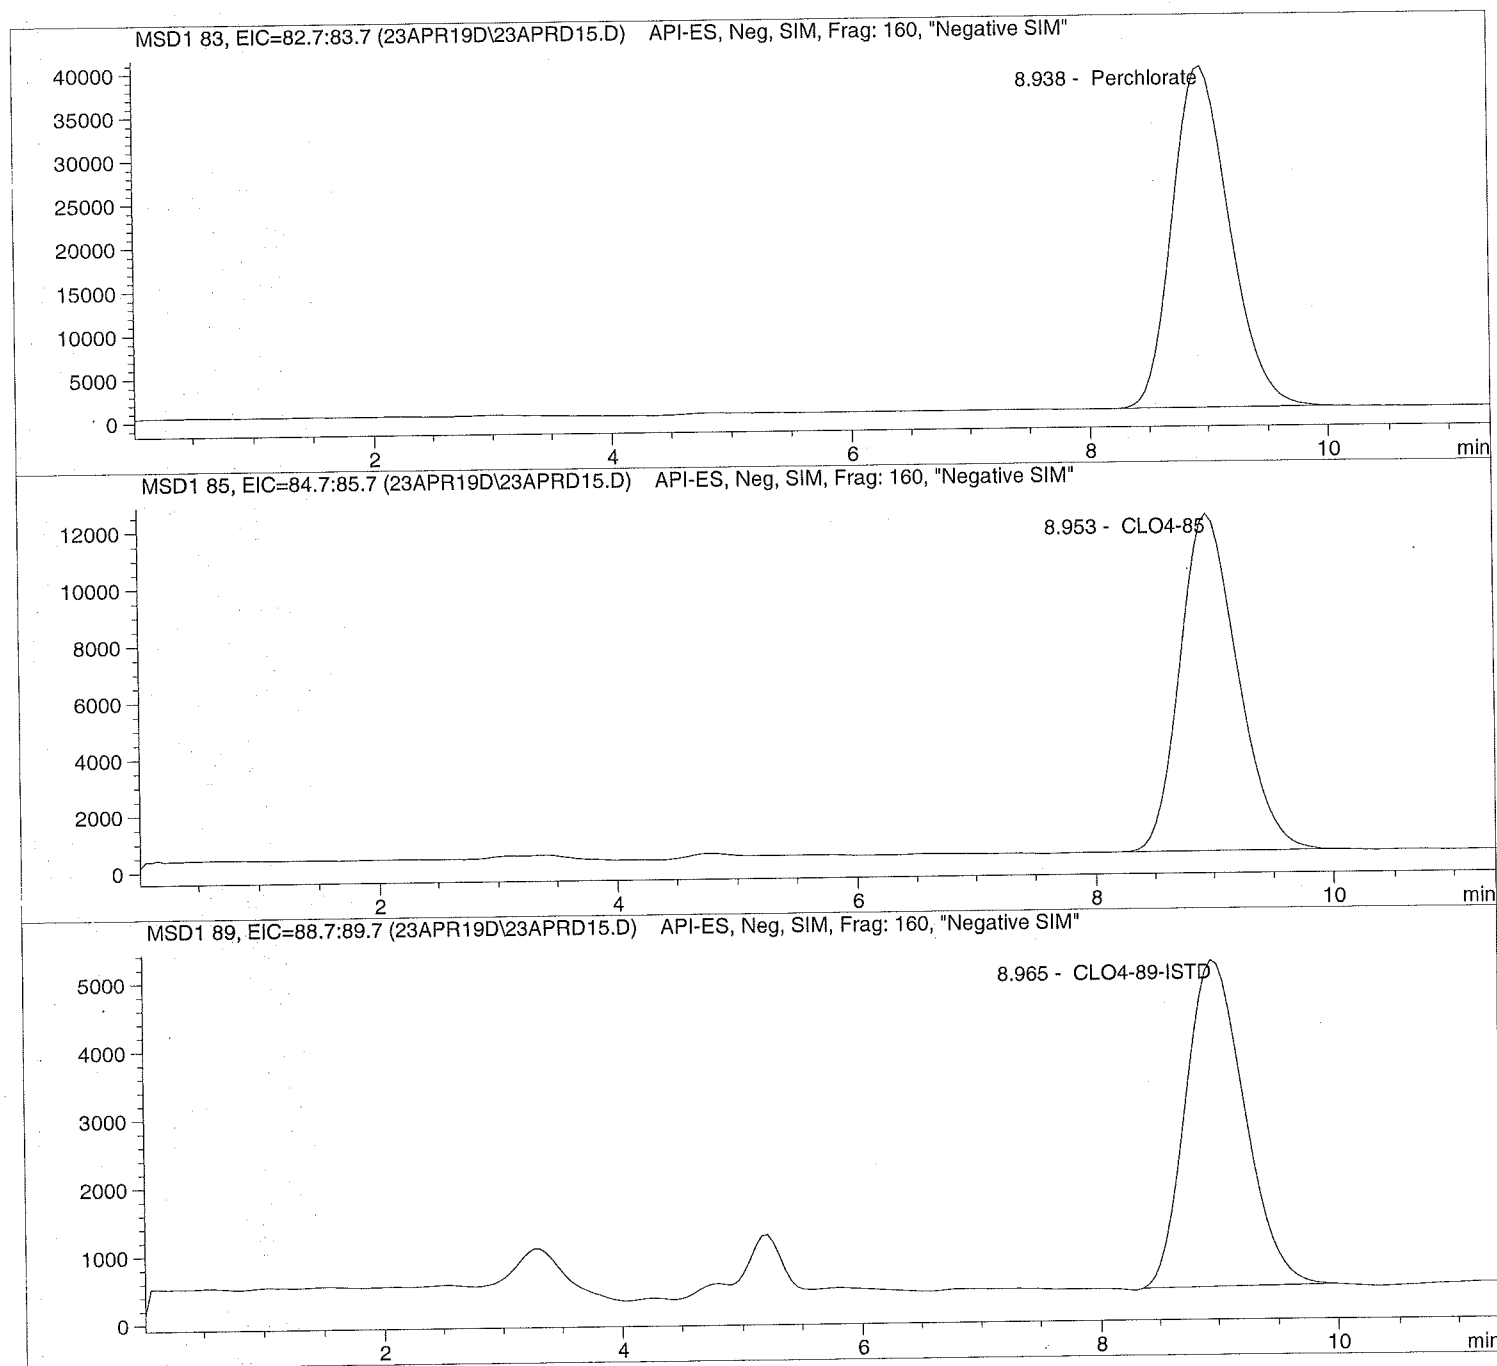 MSD1 83, EIC=82.7:83.7 (23APR19D\23APRD15.D) API-ES, Neg, SIM, Frag: 160, "Negative SIM"
8.938 - Perchlorate
40000
35000
30000
25000
20000
15000
10000
5000
0
2 4 6 8 10 min
MSD1 85, EIC=84.7:85.7 (23APR19D\23APRD15.D) API-ES, Neg, SIM, Frag: 160, "Negative SIM"
8.953 - CLO4-85
12000
10000
8000
6000
4000
2000
0
2 4 6 8 10 min
MSD1 89, EIC=88.7:89.7 (23APR19D\23APRD15.D) API-ES, Neg, SIM, Frag: 160, "Negative SIM"
8.965 - CLO4-89-ISTD
5000
4000
3000
2000
1000
0
2 4 6 8 10 min